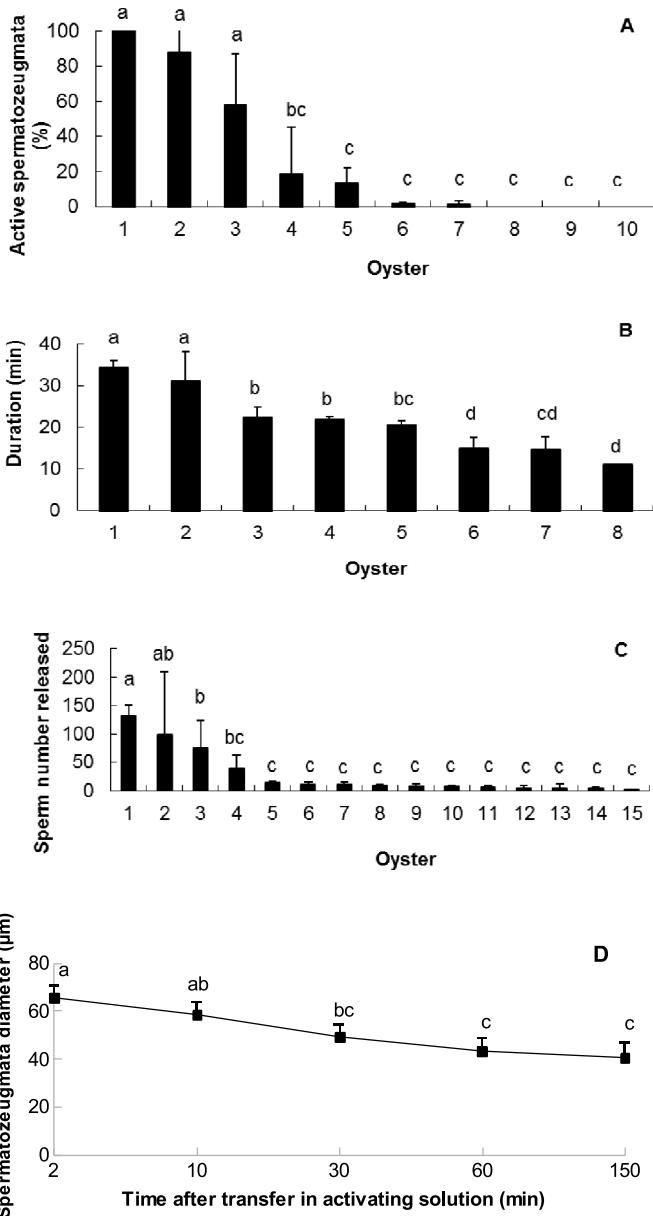 A
a
a
a
bc
c
c
c
c
c
c
100
80
60
40
20
0
Active spermatozeugmata
(%)
1 2 3 4 5 6 7 8 9 10
Oyster
B
a
a
b
b
bc
d
cd
d
40
30
20
10
0
Duration (min)
1 2 3 4 5 6 7 8
Oyster
C
a
ab
b
bc
c c c c c c c c c c c
250
200
150
100
50
0
Sperm number released
1 2 3 4 5 6 7 8 9 10 11 12 13 14 15
Oyster
D
a
ab
bc
c
c
80
60
40
20
0
Spermatozeugmata diameter (µm)
2 10 30 60 150
Time after transfer in activating solution (min)